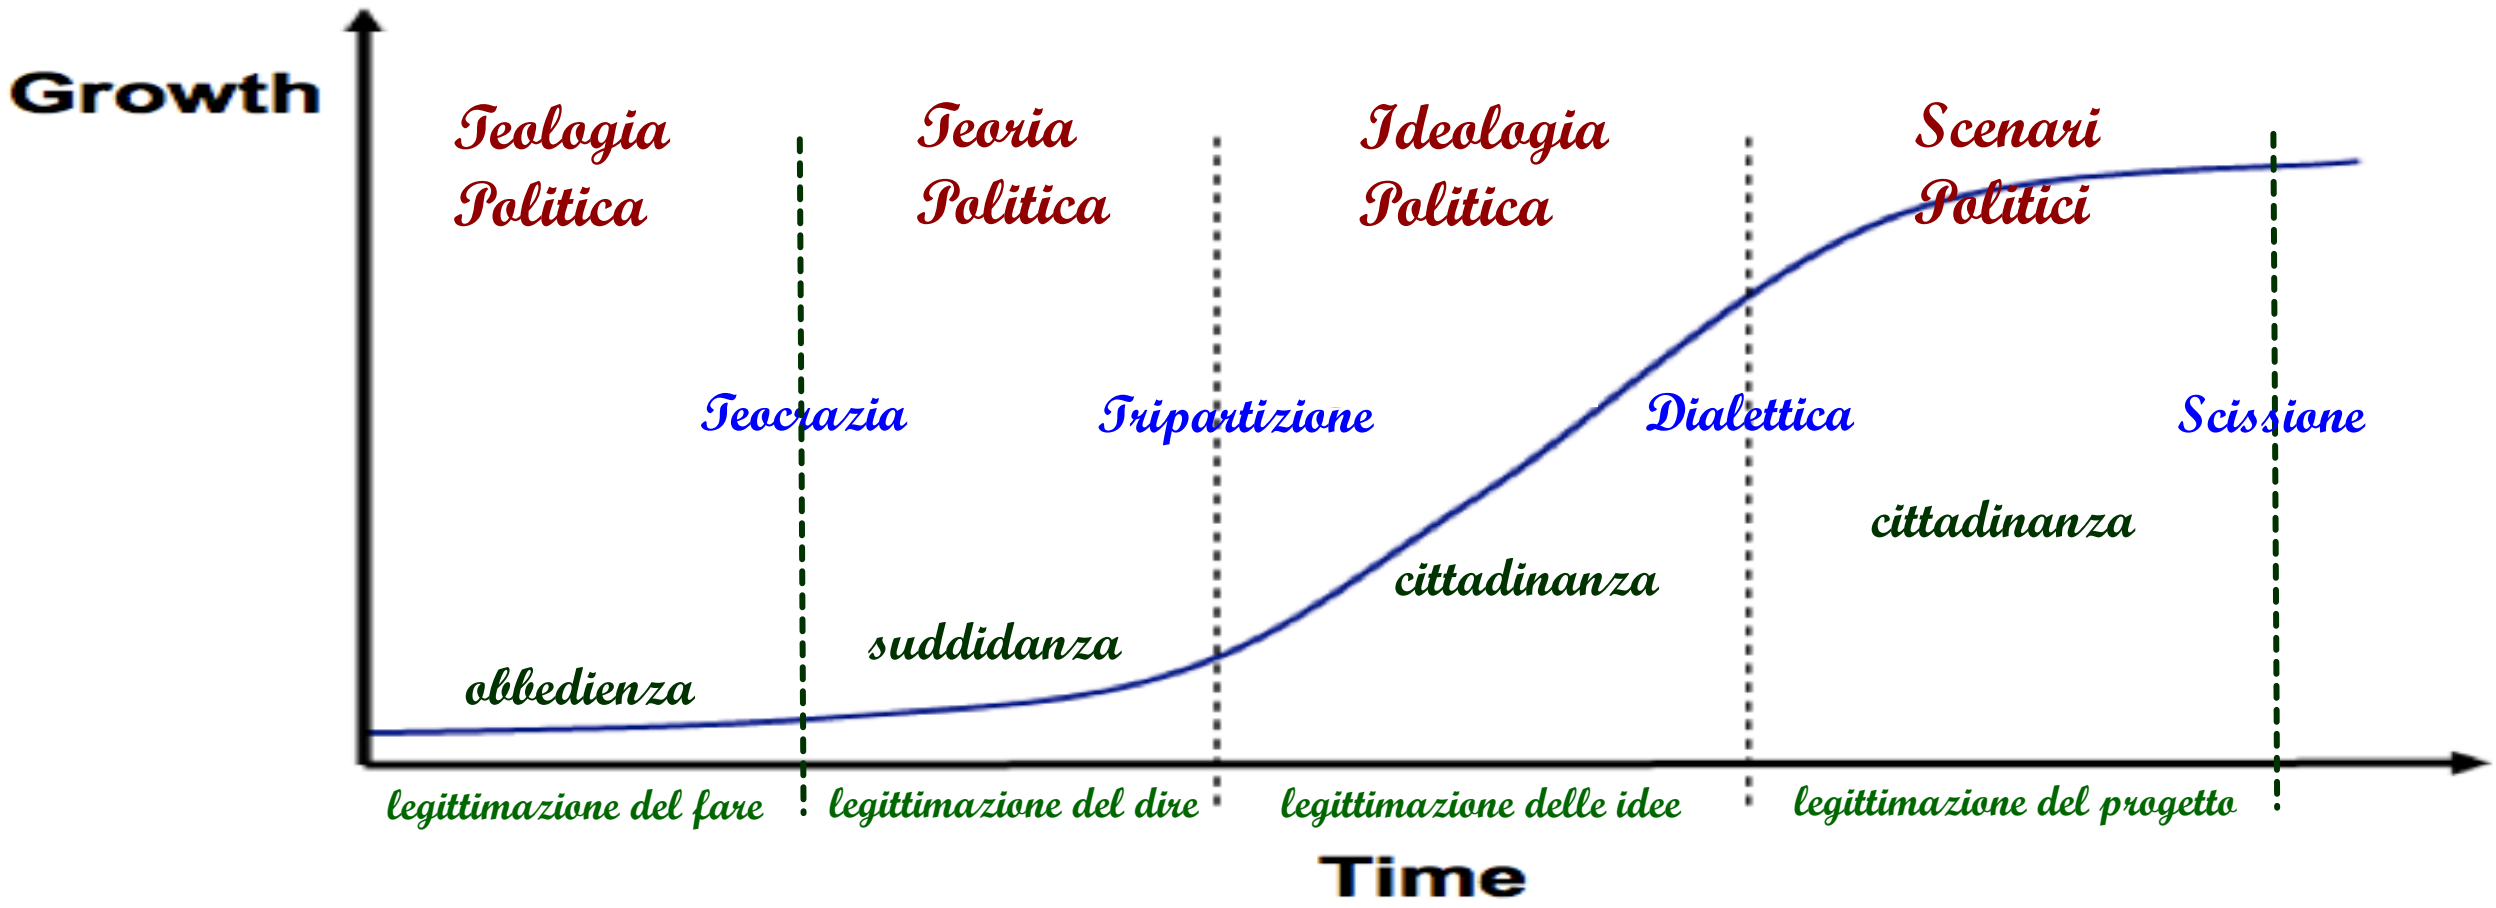 Growth
Teologia
Politica
Teoria
Politica
Ideologia
Politica
Scenari
Politici
Teocrazia
Tripartizione
Dialettica
Scissione
obbedienza
suddidanza
cittadinanza
cittadinanza
legittimazione del fare
legittimazione del dire
legittimazione delle idee
legittimazione del progetto
Time